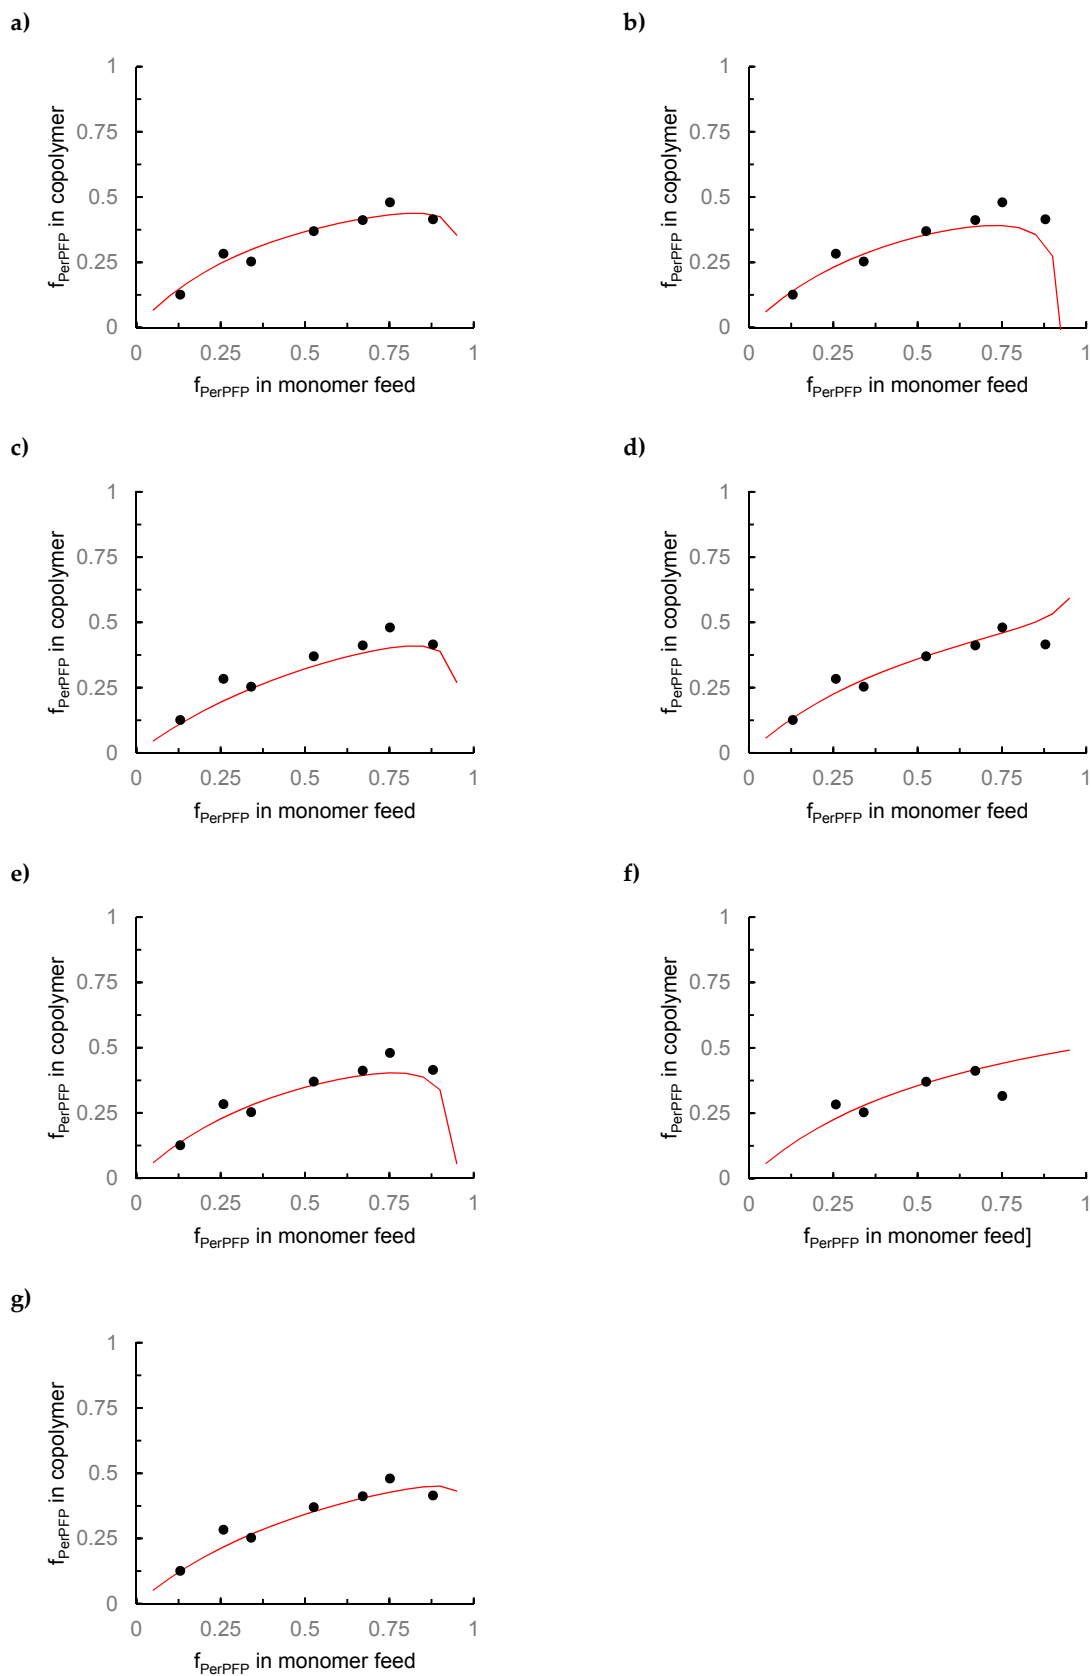 a)
1
0.75
0.5
0.25
0
0 0.25 0.5 0.75 1
f_PerPFP in copolymer
f_PerPFP in monomer feed
b)
1
0.75
0.5
0.25
0
0 0.25 0.5 0.75 1
f_PerPFP in copolymer
f_PerPFP in monomer feed
c)
1
0.75
0.5
0.25
0
0 0.25 0.5 0.75 1
f_PerPFP in copolymer
f_PerPFP in monomer feed
d)
1
0.75
0.5
0.25
0
0 0.25 0.5 0.75 1
f_PerPFP in copolymer
f_PerPFP in monomer feed
e)
1
0.75
0.5
0.25
0
0 0.25 0.5 0.75 1
f_PerPFP in copolymer
f_PerPFP in monomer feed
f)
1
0.75
0.5
0.25
0
0 0.25 0.5 0.75 1
f_PerPFP in copolymer
f_PerPFP in monomer feed]
g)
1
0.75
0.5
0.25
0
0 0.25 0.5 0.75 1
f_PerPFP in copolymer
f_PerPFP in monomer feed